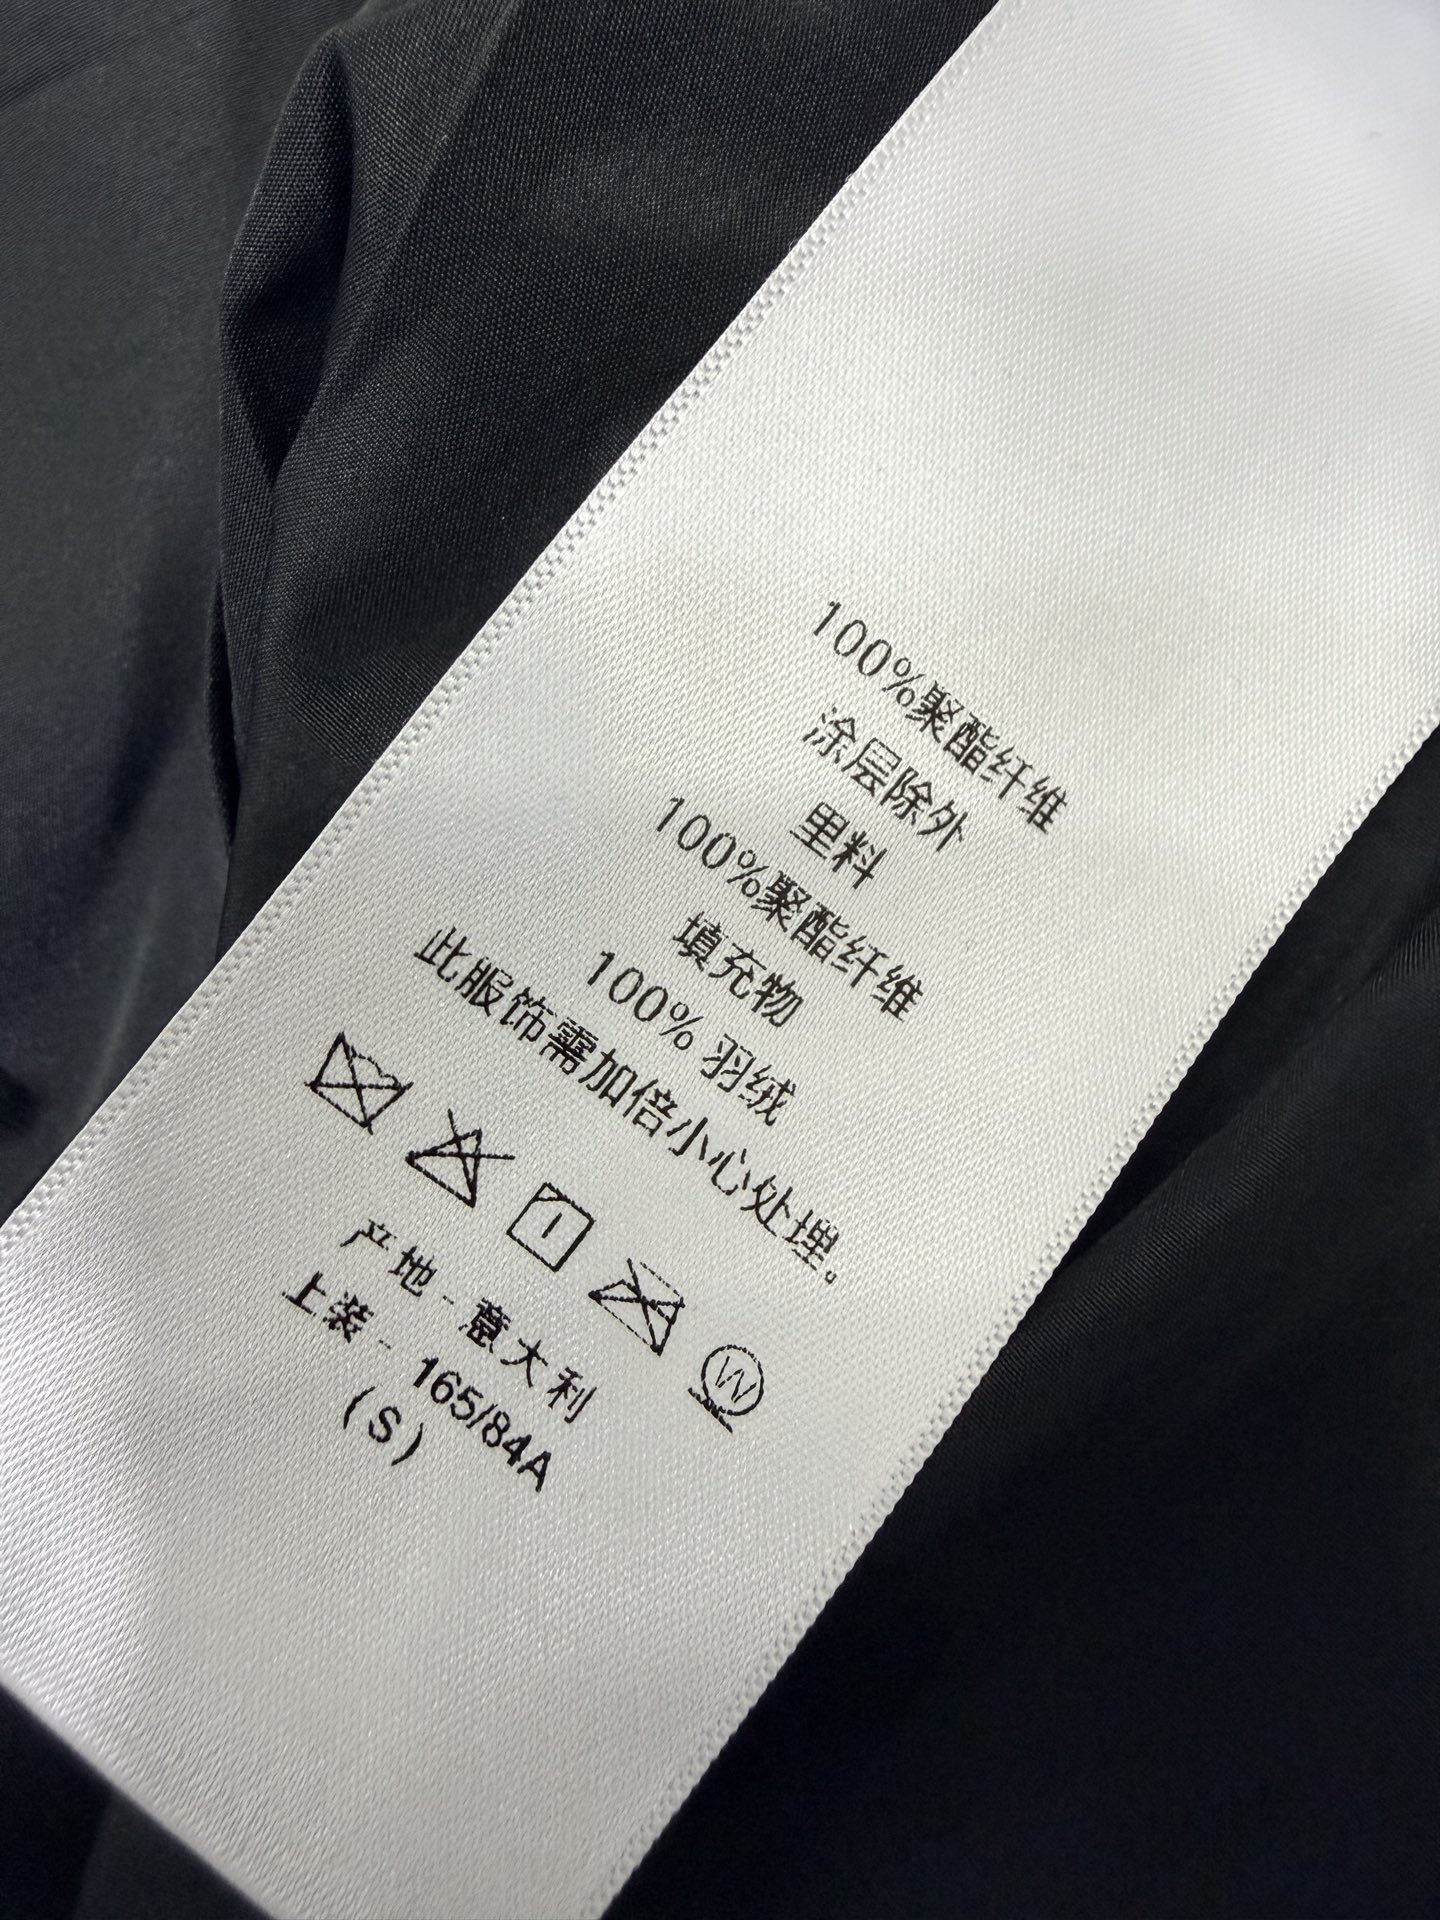 100%聚酯纤维
涂层除外
里料
100%聚酯纤维
填充物
100% 羽绒
此服饰需加倍小心处理。
W
产地-意大利
上装- 165/84A
(S)